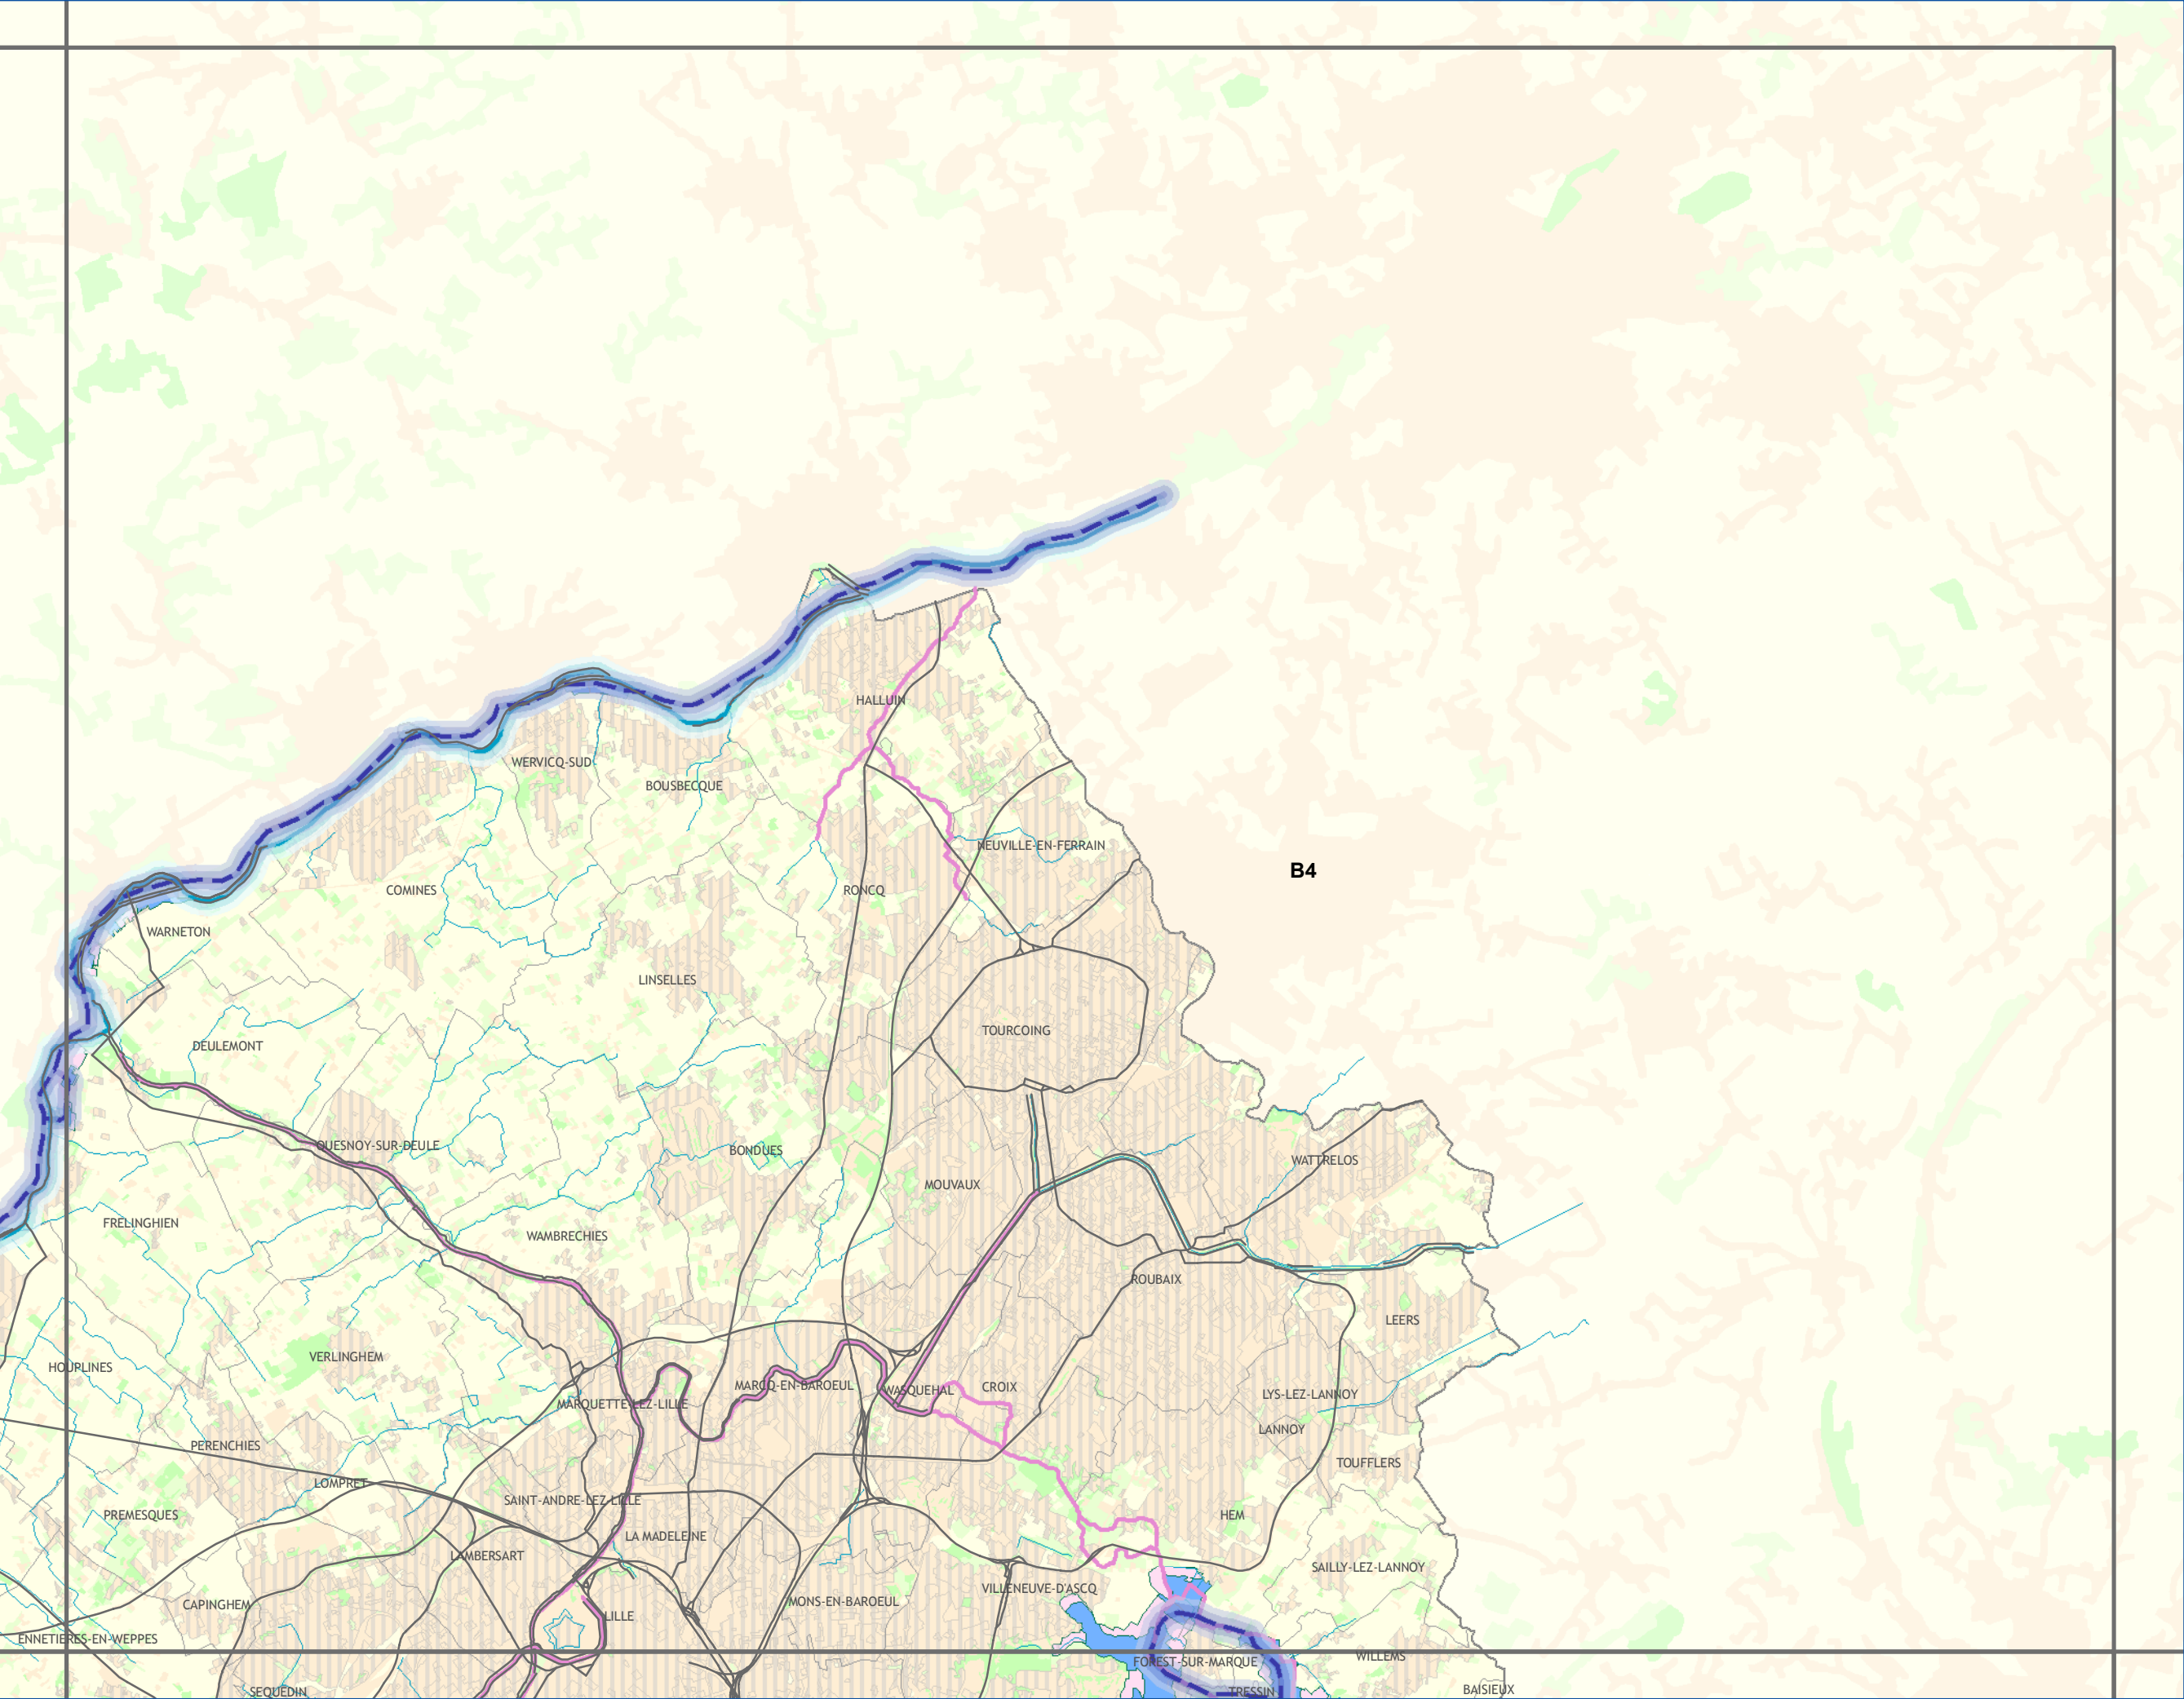 HALLUIN
WERVICQ-SUD
BOUSBECQUE
NEUVILLE-EN-FERRAIN
B4
COMINES
RONCQ
WARNETON
LINSELLES
TOURCOING
DEULEMONT
QUESNOY-SUR-DEULE
BONDUES
WATTRELOS
MOUVAUX
FRELINGHIEN
WAMBRECHIES
ROUBAIX
LEERS
VERLINGHEM
HOUPLINES
MARCQ-EN-BAROEUL
WASQUEHAL
CROIX
LYS-LEZ-LANNOY
MARQUETTE-LEZ-LILLE
LANNOY
PERENCHIES
TOUFFLERS
LOMPRET
SAINT-ANDRE-LEZ-LILLE
PREMESQUES
HEM
LA MADELEINE
LAMBERSART
SAILLY-LEZ-LANNOY
VILLENEUVE-D'ASCQ
CAPINGHEM
MONS-EN-BAROEUL
LILLE
ENNETIERES-EN-WEPPES
WILLEMS
FOREST-SUR-MARQUE
SEQUEDIN
TRESSIN
BAISIEUX